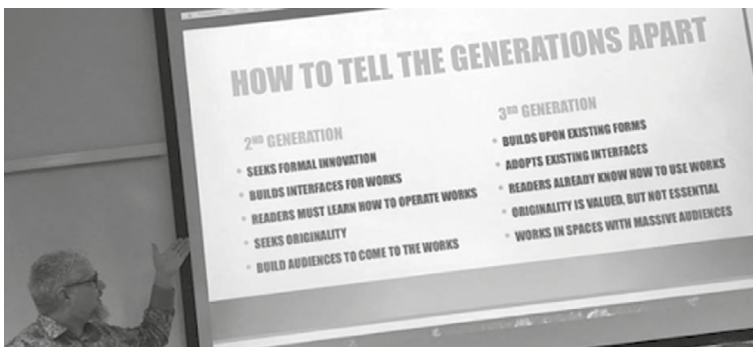 HOW TO TELL THE GENERATIONS APART
2ND GENERATION
• SEEKS FORMAL INNOVATION
• BUILDS INTERFACES FOR WORKS
• READERS MUST LEARN HOW TO OPERATE WORKS
• SEEKS ORIGINALITY
• BUILD AUDIENCES TO COME TO THE WORKS
3RD GENERATION
• BUILDS UPON EXISTING FORMS
• ADOPTS EXISTING INTERFACES
• READERS ALREADY KNOW HOW TO USE WORKS
• ORIGINALITY IS VALUED, BUT NOT ESSENTIAL
• WORKS IN SPACES WITH MASSIVE AUDIENCES